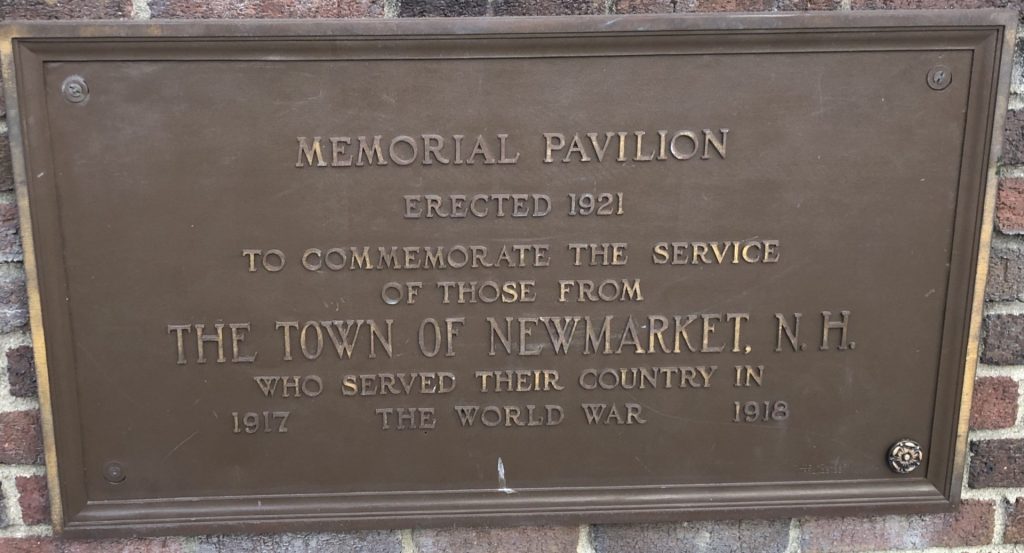 MEMORIAL PAVILION
ERECTED 1921
TO COMMEMORATE THE SERVICE
OF THOSE FROM
THE TOWN OF NEWMARKET, N. H.
WHO SERVED THEIR COUNTRY IN
1917 THE WORLD WAR 1918